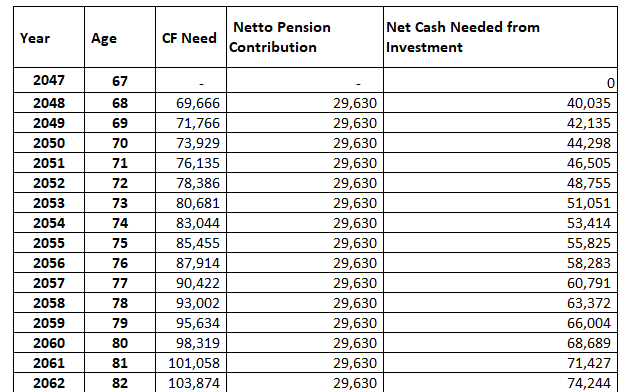 Year Age CF Need Netto Pension Contribution Net Cash Needed from Investment
2047 67 - - 0
2048 68 69,666 29,630 40,035
2049 69 71,766 29,630 42,135
2050 70 73,929 29,630 44,298
2051 71 76,135 29,630 46,505
2052 72 78,386 29,630 48,755
2053 73 80,681 29,630 51,051
2054 74 83,044 29,630 53,414
2055 75 85,455 29,630 55,825
2056 76 87,914 29,630 58,283
2057 77 90,422 29,630 60,791
2058 78 93,002 29,630 63,372
2059 79 95,634 29,630 66,004
2060 80 98,319 29,630 68,689
2061 81 101,058 29,630 71,427
2062 82 103,874 29,630 74,244